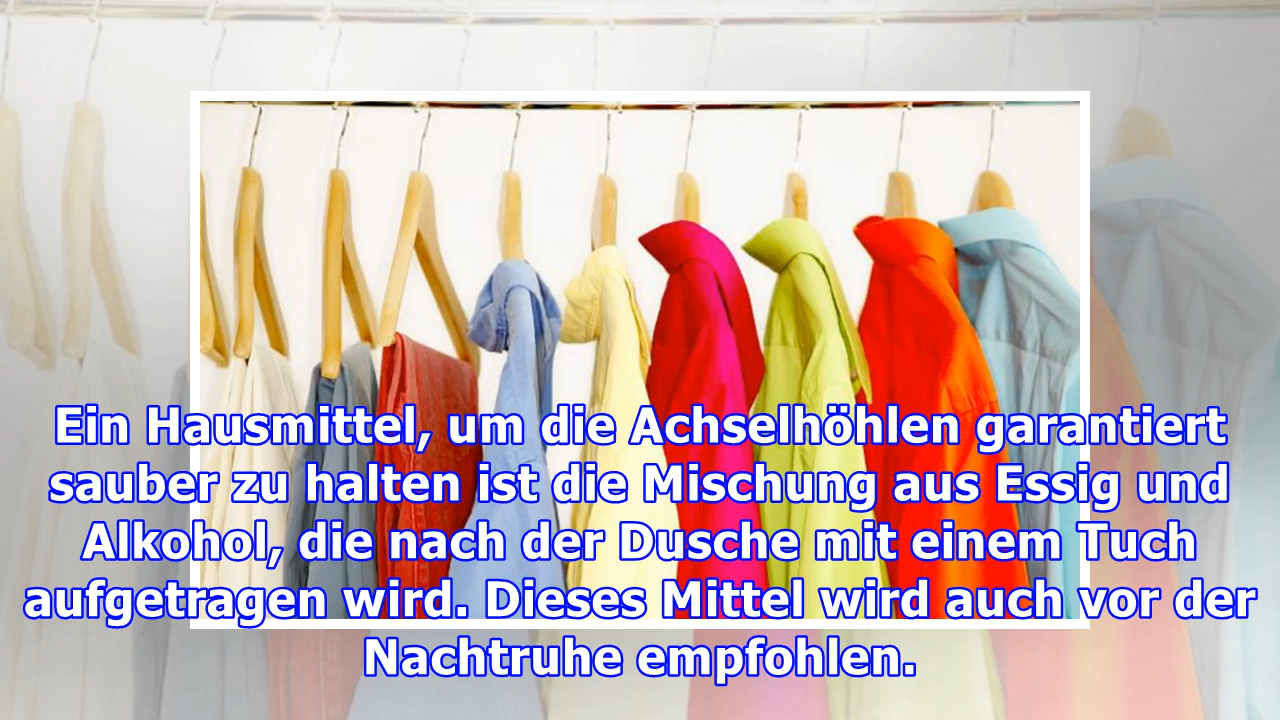 Ein Hausmittel, um die Achselhöhlen garantiert
sauber zu halten ist die Mischung aus Essig und
Alkohol, die nach der Dusche mit einem Tuch
aufgetragen wird. Dieses Mittel wird auch vor der
Nachtruhe empfohlen.